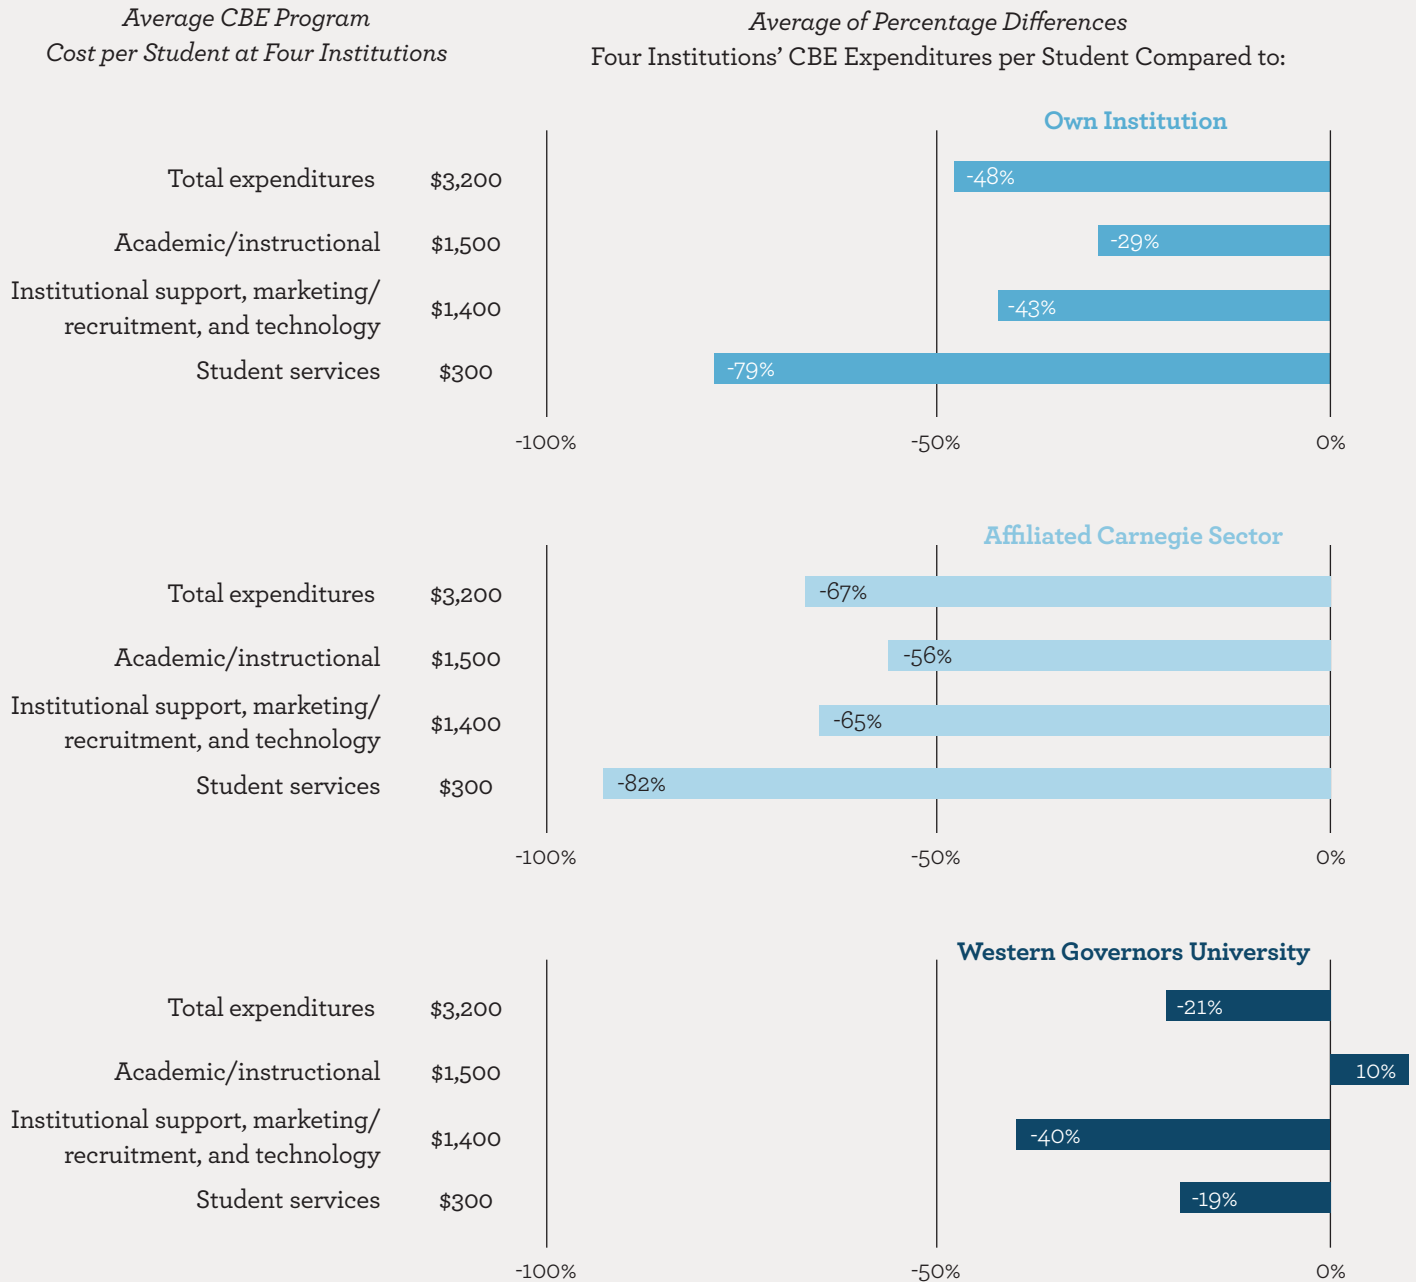 Average CBE Program
Cost per Student at Four Institutions
Average of Percentage Differences
Four Institutions’ CBE Expenditures per Student Compared to:
Own Institution
Total expenditures $3,200 -48%
Academic/instructional $1,500 -29%
Institutional support, marketing/
recruitment, and technology $1,400 -43%
Student services $300 -79%
-100% -50% 0%
Affiliated Carnegie Sector
Total expenditures $3,200 -67%
Academic/instructional $1,500 -56%
Institutional support, marketing/
recruitment, and technology $1,400 -65%
Student services $300 -82%
-100% -50% 0%
Western Governors University
Total expenditures $3,200 -21%
Academic/instructional $1,500 10%
Institutional support, marketing/
recruitment, and technology $1,400 -40%
Student services $300 -19%
-100% -50% 0%